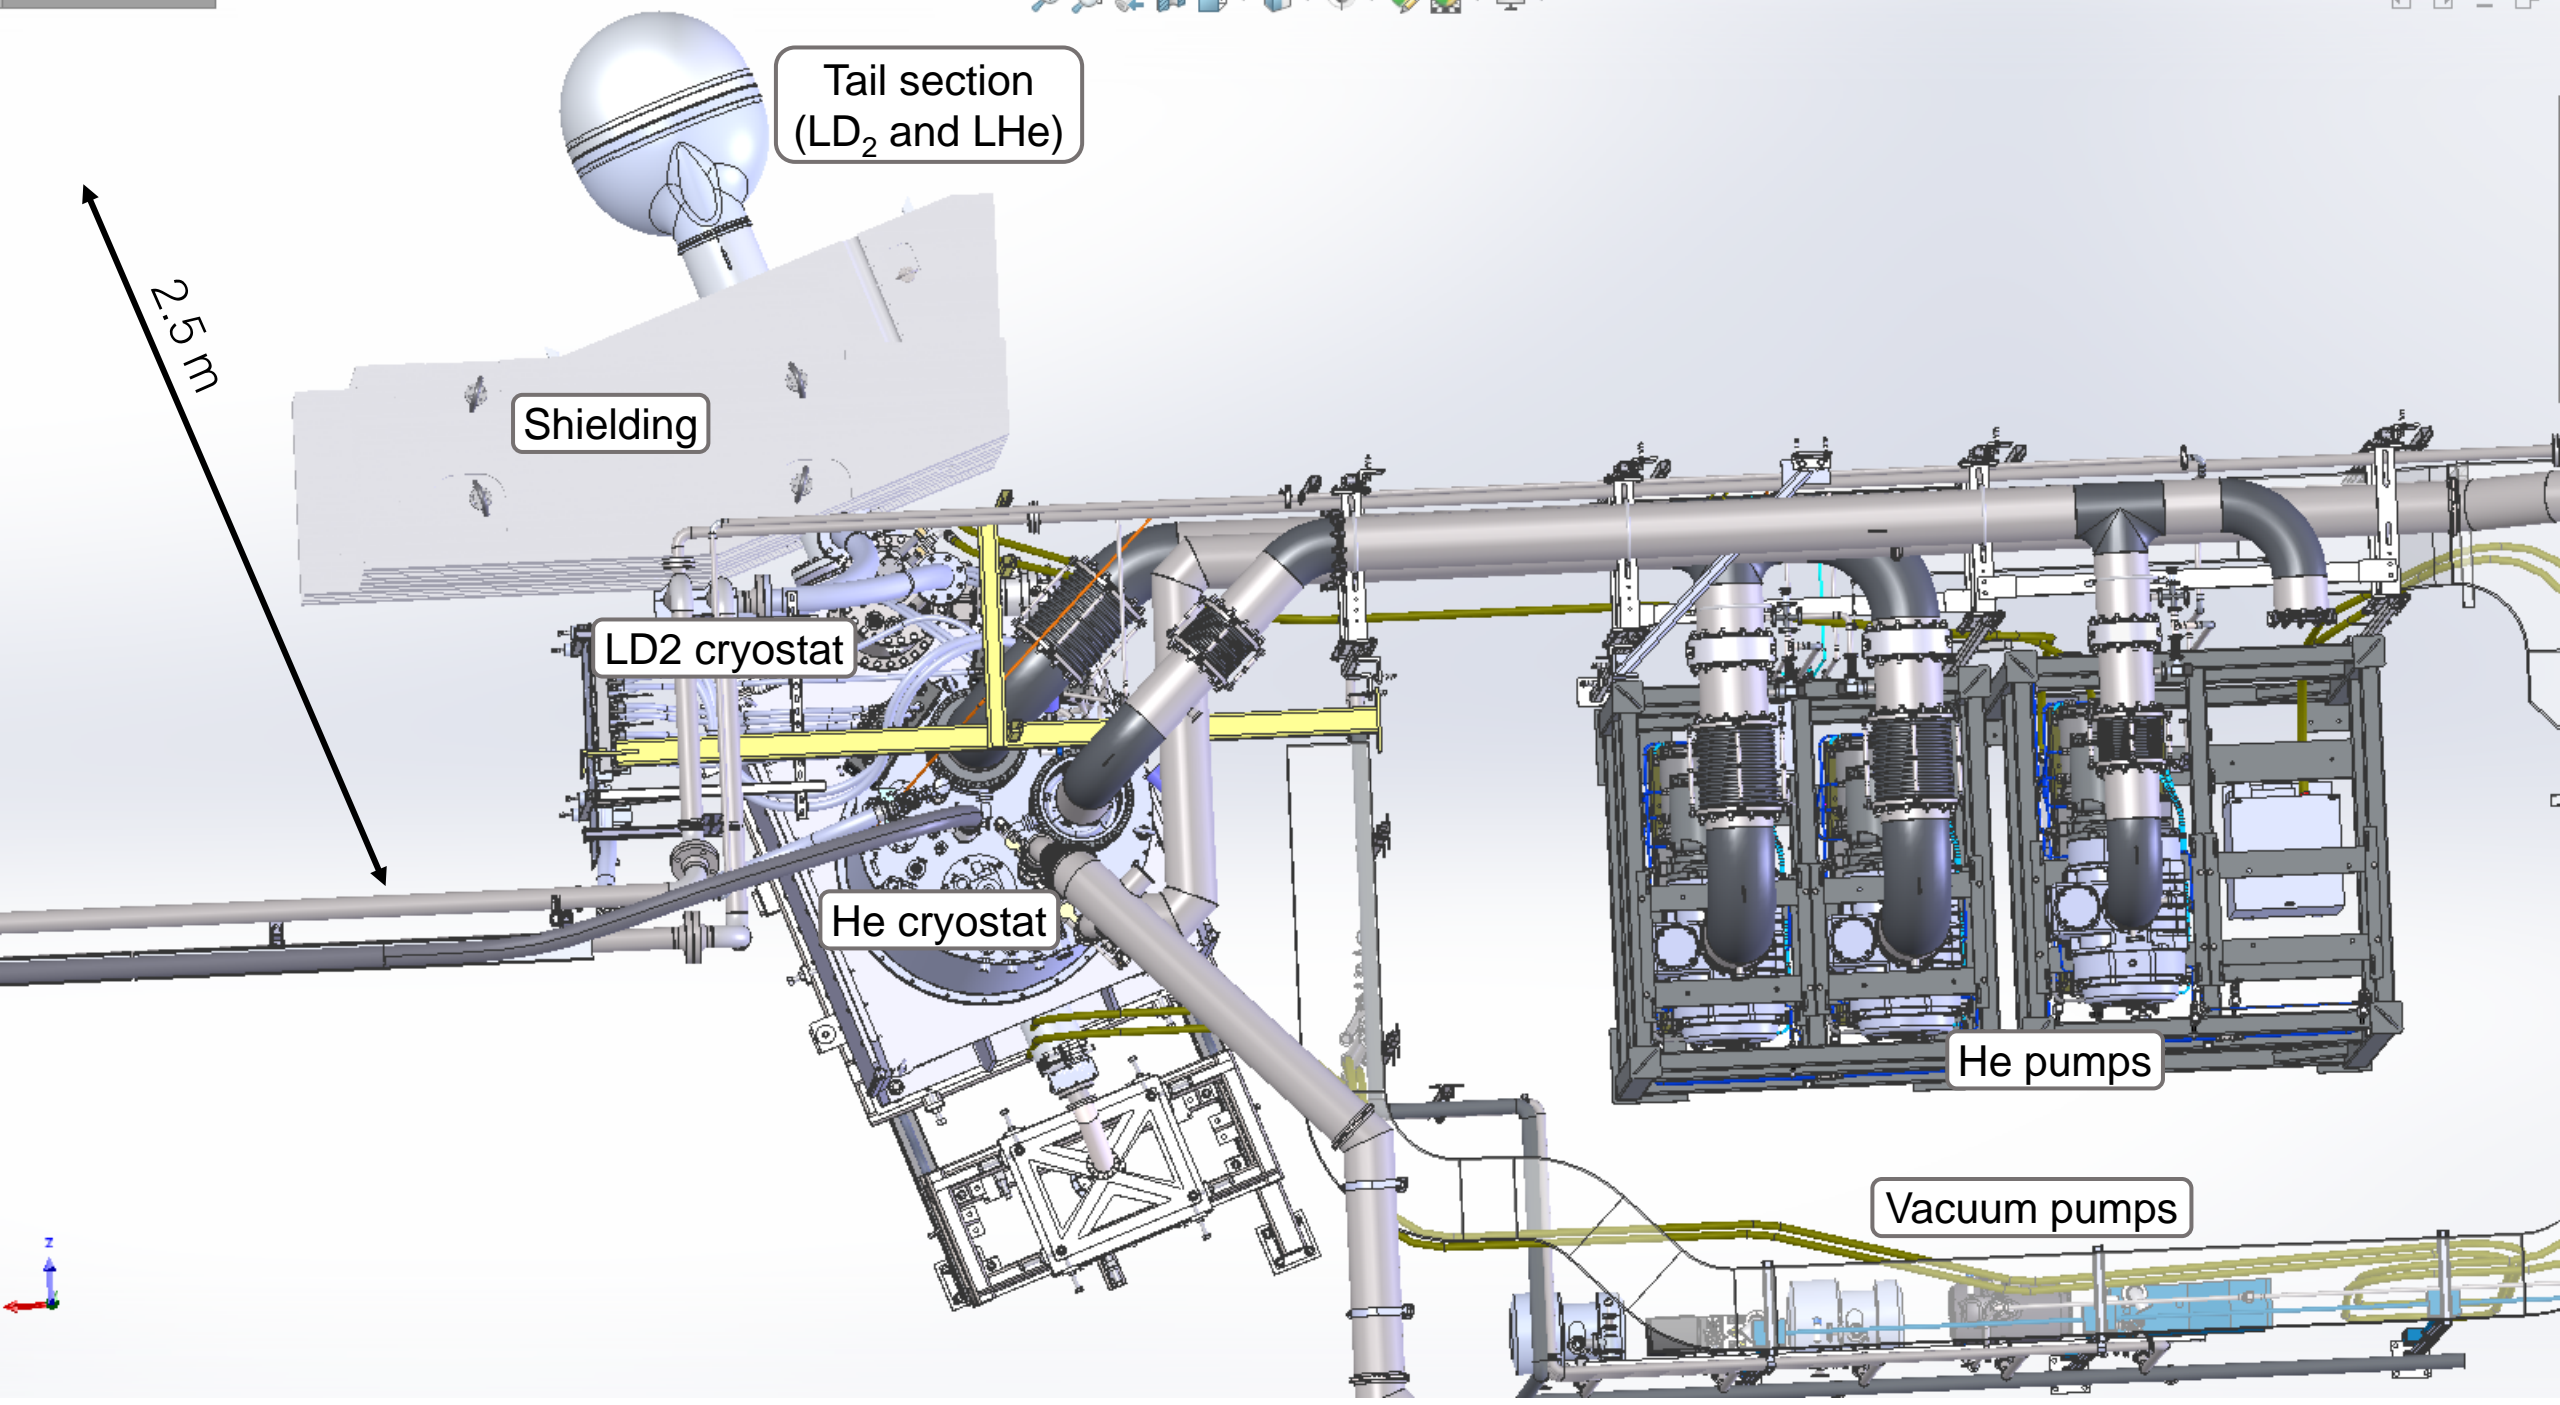 Tail section
(LD₂ and LHe)
2.5 m
Shielding
LD2 cryostat
He cryostat
He pumps
Vacuum pumps
z